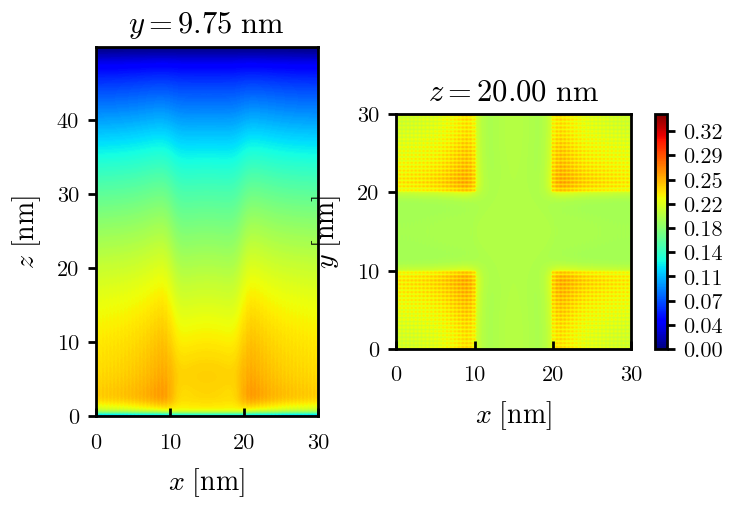 y = 9.75 nm
z [nm]
40
30
20
10
0
0 10 20 30
x [nm]
z = 20.00 nm
y [nm]
30
20
10
0
0 10 20 30
x [nm]
0.32
0.29
0.25
0.22
0.18
0.14
0.11
0.07
0.04
0.00